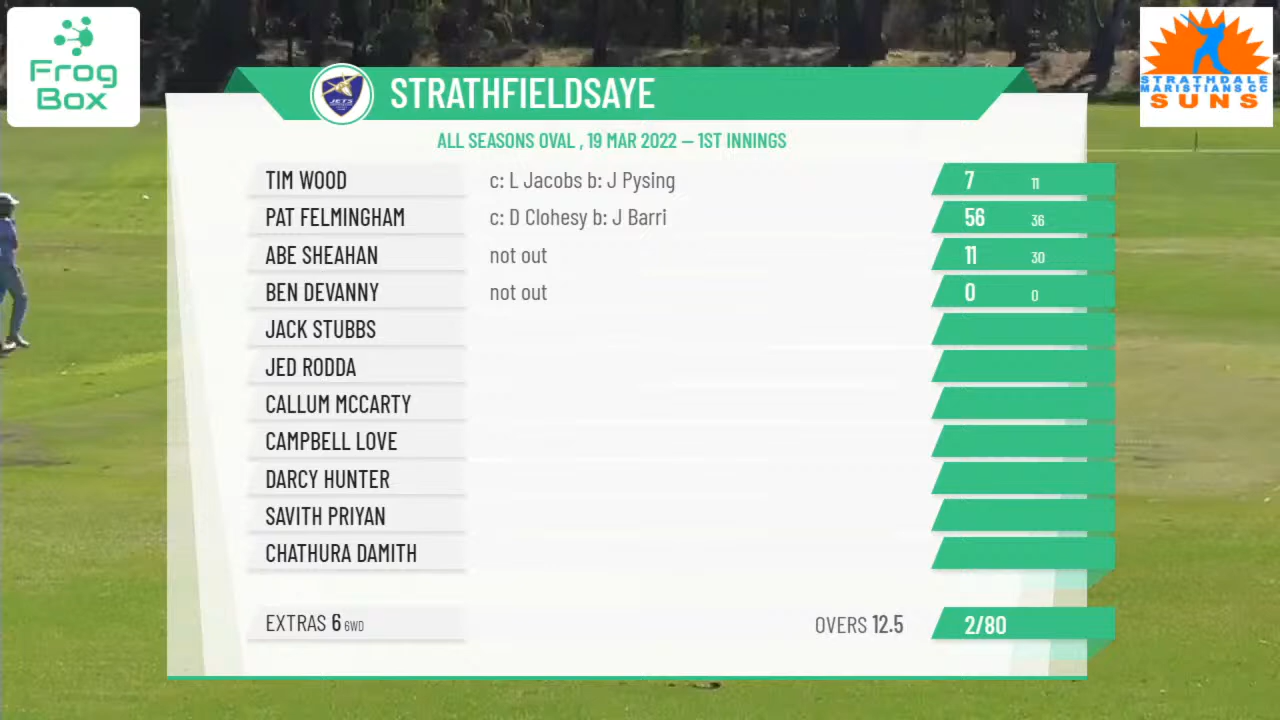 Frog
Box
STRATHFIELDSAYE
JETS
STRATHDALE
MARISTIANS CC
SUNS
ALL SEASONS OVAL , 19 MAR 2022 – 1ST INNINGS
TIM WOOD c: L Jacobs b: J Pysing 7 11
PAT FELMINGHAM c: D Clohesy b: J Barri 56 36
ABE SHEAHAN not out 11 30
BEN DEVANNY not out 0 0
JACK STUBBS
JED RODDA
CALLUM MCCARTY
CAMPBELL LOVE
DARCY HUNTER
SAVITH PRIYAN
CHATHURA DAMITH
EXTRAS 6 6WD OVERS 12.5 2/80